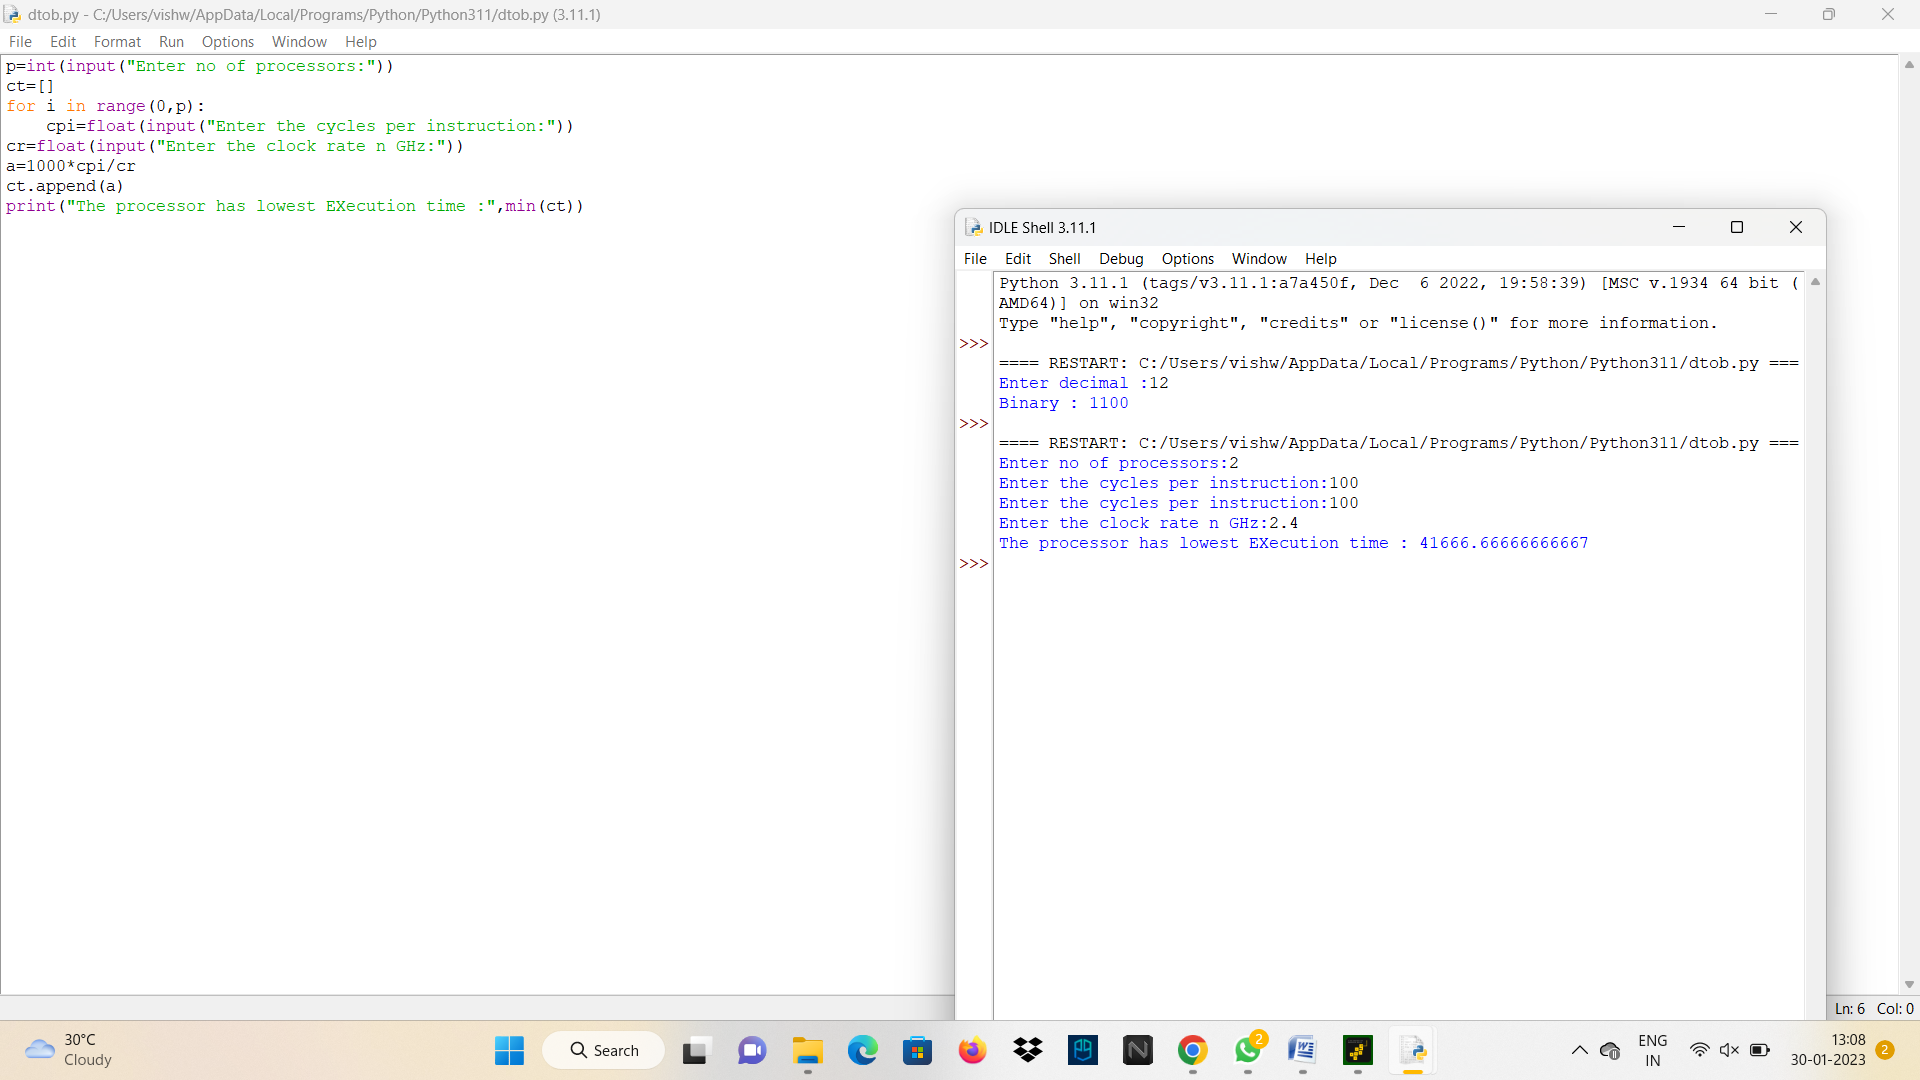 dtob.py - C:/Users/vishw/AppData/Local/Programs/Python/Python311/dtob.py (3.11.1)
File Edit Format Run Options Window Help
p=int(input("Enter no of processors:"))
ct=[]
for i in range(0,p):
    cpi=float(input("Enter the cycles per instruction:"))
cr=float(input("Enter the clock rate n GHz:"))
a=1000*cpi/cr
ct.append(a)
print("The processor has lowest EXecution time :",min(ct))
IDLE Shell 3.11.1
File Edit Shell Debug Options Window Help
Python 3.11.1 (tags/v3.11.1:a7a450f, Dec  6 2022, 19:58:39) [MSC v.1934 64 bit (
AMD64)] on win32
Type "help", "copyright", "credits" or "license()" for more information.
>>>
==== RESTART: C:/Users/vishw/AppData/Local/Programs/Python/Python311/dtob.py ===
Enter decimal :12
Binary : 1100
>>>
==== RESTART: C:/Users/vishw/AppData/Local/Programs/Python/Python311/dtob.py ===
Enter no of processors:2
Enter the cycles per instruction:100
Enter the cycles per instruction:100
Enter the clock rate n GHz:2.4
The processor has lowest EXecution time : 41666.66666666667
>>>
Ln: 6 Col: 0
30°C
Cloudy
Search
2
ENG
IN
13:08
30-01-2023
2